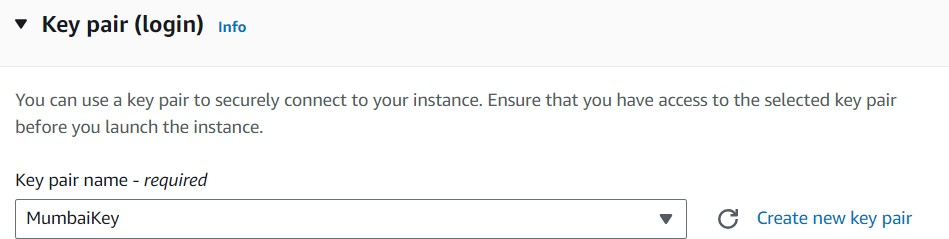 Key pair (login) Info
You can use a key pair to securely connect to your instance. Ensure that you have access to the selected key pair
before you launch the instance.
Key pair name - required
MumbaiKey
Create new key pair